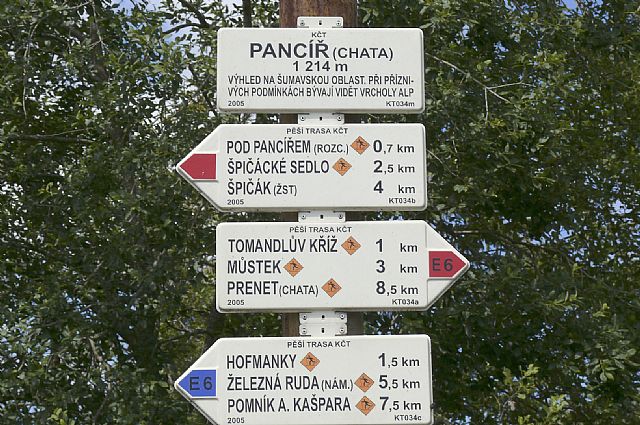 KČT
PANCÍŘ (CHATA)
1 214 m
VÝHLED NA ŠUMAVSKOU OBLAST. PŘI PŘÍZNI-
VÝCH PODMÍNKÁCH BÝVAJÍ VIDĚT VRCHOLY ALP
2005 KT034m
PĚŠÍ TRASA KČT
POD PANCÍŘEM (ROZC.) 0,7 km
ŠPIČÁCKÉ SEDLO 2,5 km
ŠPIČÁK (ŽST) 4 km
2005 KT034b
PĚŠÍ TRASA KČT
TOMANDLŮV KŘÍŽ 1 km
MŮSTEK 3 km E6
PRENET (CHATA) 8,5 km
2005 KT034a
PĚŠÍ TRASA KČT
HOFMANKY 1,5 km
E6 ŽELEZNÁ RUDA (NÁM.) 5,5 km
POMNÍK A. KAŠPARA 7,5 km
2005 KT034c